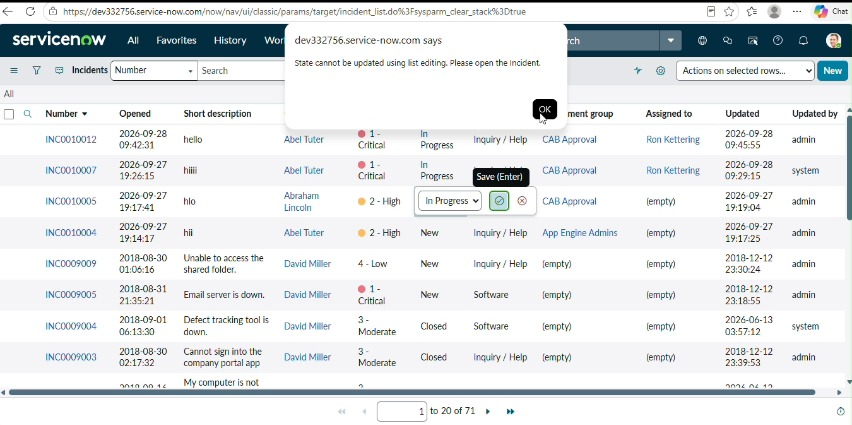 https://dev332756.service-now.com/now/nav/ui/classic/params/target/incident_list.do%3Fsysparm_clear_stack%3Dtrue
Chat
servicenow All Favorites History
dev332756.service-now.com says
State cannot be updated using list editing. Please open the Incident.
OK
Incidents Number Search Actions on selected rows... New
All
Number Opened Short description Assigned to Updated Updated by
INC0010012 2026-09-28 09:42:31 hello Abel Tuter 1 - Critical In Progress Inquiry / Help CAB Approval Ron Kettering 2026-09-28 09:45:55 admin
INC0010007 2026-09-27 19:26:15 hiiii Abel Tuter 1 - Critical In Progress CAB Approval Ron Kettering 2026-09-28 09:29:15 system
Save (Enter)
INC0010005 2026-09-27 19:17:41 hlo Abraham Lincoln 2 - High In Progress CAB Approval (empty) 2026-09-27 19:19:04 admin
INC0010004 2026-09-27 19:14:17 hii Abel Tuter 2 - High New Inquiry / Help App Engine Admins (empty) 2026-09-27 19:17:25 admin
INC0009009 2018-08-30 01:06:16 Unable to access the shared folder. David Miller 4 - Low New Inquiry / Help (empty) (empty) 2018-12-12 23:30:24 admin
INC0009005 2018-08-31 21:35:21 Email server is down. David Miller 1 - Critical New Software (empty) (empty) 2018-12-12 23:18:55 admin
INC0009004 2018-09-01 06:13:30 Defect tracking tool is down. David Miller 3 - Moderate Closed Software (empty) (empty) 2026-06-13 03:57:12 system
INC0009003 2018-08-30 02:17:32 Cannot sign into the company portal app David Miller 3 - Moderate Closed Inquiry / Help (empty) (empty) 2018-12-12 23:39:53 admin
My computer is not
1 to 20 of 71